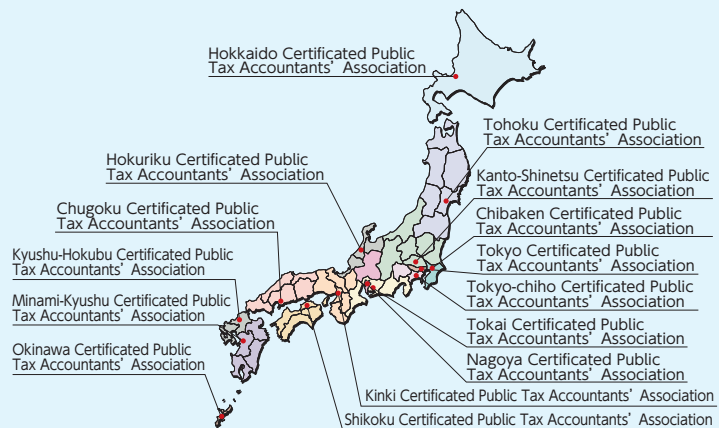 Hokkaido Certificated Public
Tax Accountants' Association
Tohoku Certificated Public
Tax Accountants' Association
Hokuriku Certificated Public
Tax Accountants' Association
Kanto-Shinetsu Certificated Public
Tax Accountants' Association
Chugoku Certificated Public
Tax Accountants' Association
Chibaken Certificated Public
Tax Accountants' Association
Kyushu-Hokubu Certificated Public
Tax Accountants' Association
Tokyo Certificated Public
Tax Accountants' Association
Minami-Kyushu Certificated Public
Tax Accountants' Association
Tokyo-chiho Certificated Public
Tax Accountants' Association
Tokai Certificated Public
Tax Accountants' Association
Okinawa Certificated Public
Tax Accountants' Association
Nagoya Certificated Public
Tax Accountants' Association
Kinki Certificated Public Tax Accountants' Association
Shikoku Certificated Public Tax Accountants' Association